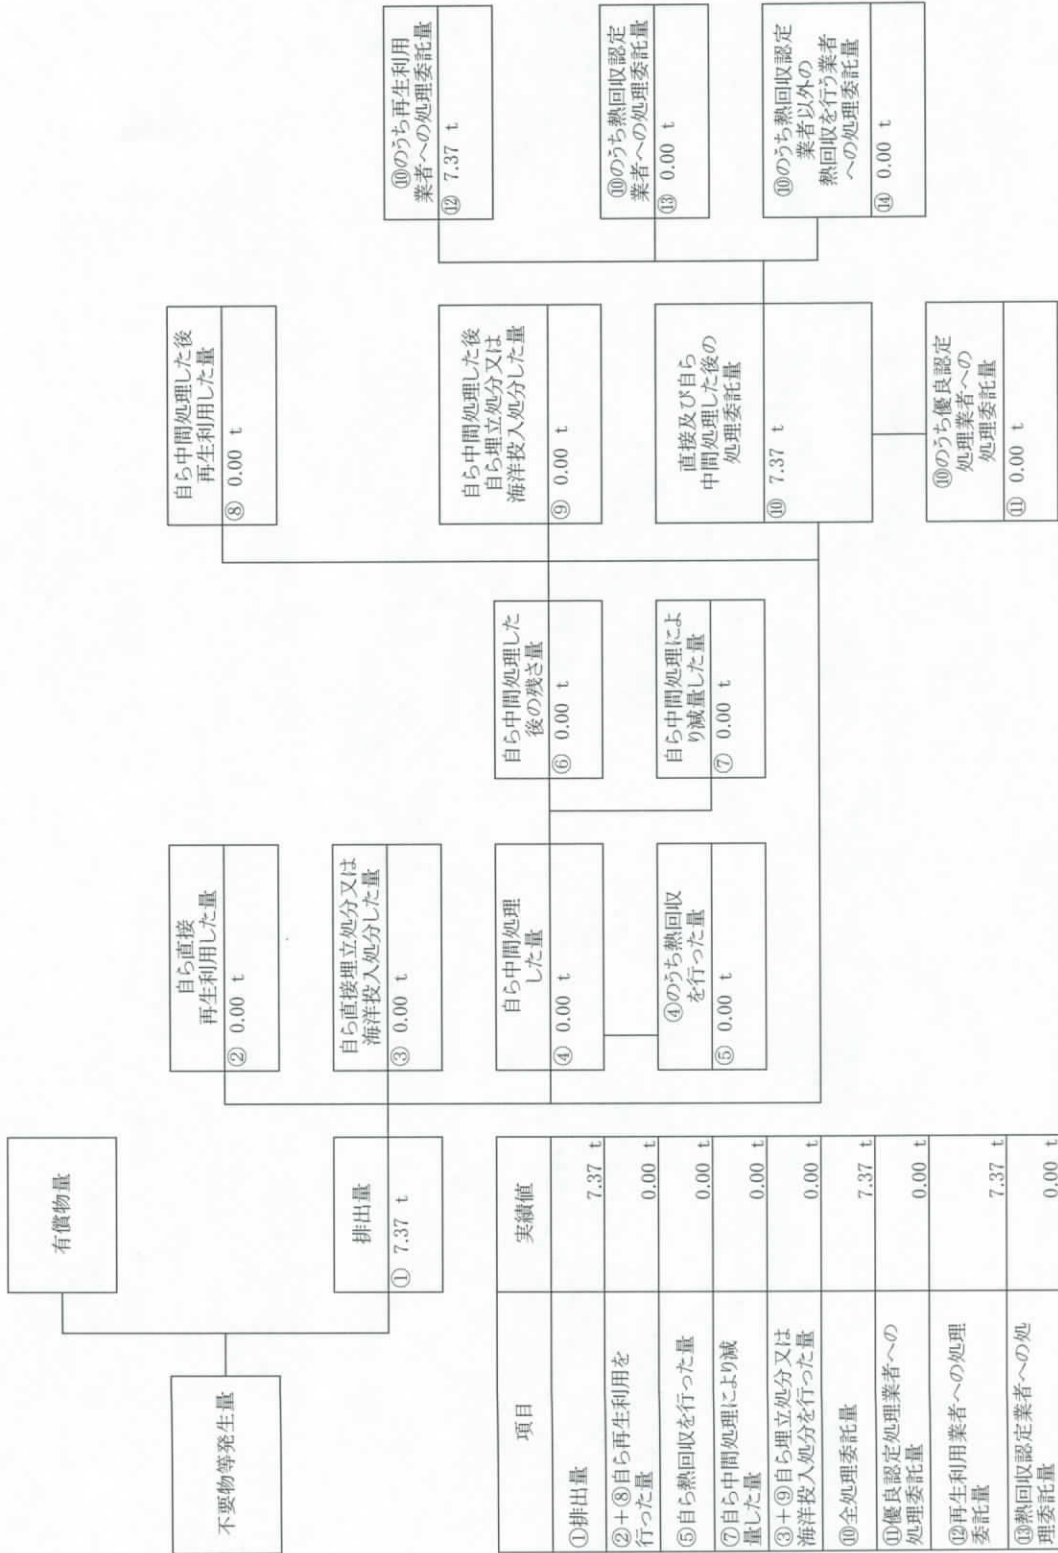 不要物等発生量
有償物量
排出量
① 7.37 t
自ら直接
再生利用した量
② 0.00 t
自ら直接埋立処分又は
海洋投入処分した量
③ 0.00 t
自ら中間処理
した量
④ 0.00 t
④のうち熱回収
を行った量
⑤ 0.00 t
自ら中間処理した
後の残さ量
⑥ 0.00 t
自ら中間処理によ
り減量した量
⑦ 0.00 t
自ら中間処理した後
再生利用した量
⑧ 0.00 t
自ら中間処理した後
自ら埋立処分又は
海洋投入処分した量
⑨ 0.00 t
直接及び自ら
中間処理した後の
処理委託量
⑩ 7.37 t
⑩のうち優良認定
処理業者への
処理委託量
⑪ 0.00 t
⑩のうち再生利用
業者への処理委託量
⑫ 7.37 t
⑩のうち熱回収認定
業者への処理委託量
⑬ 0.00 t
⑩のうち熱回収認定
業者以外の
熱回収を行う業者
への処理委託量
⑭ 0.00 t
項目 実績値
①排出量 7.37 t
②+⑧自ら再生利用を
行った量 0.00 t
⑤自ら熱回収を行った量 0.00 t
⑦自ら中間処理により減
量した量 0.00 t
③+⑨自ら埋立処分又は
海洋投入処分を行った量 0.00 t
⑩全処理委託量 7.37 t
⑪優良認定処理業者への
処理委託量 0.00 t
⑫再生利用業者への処理
委託量 7.37 t
⑬熱回収認定業者への処
理委託量 0.00 t